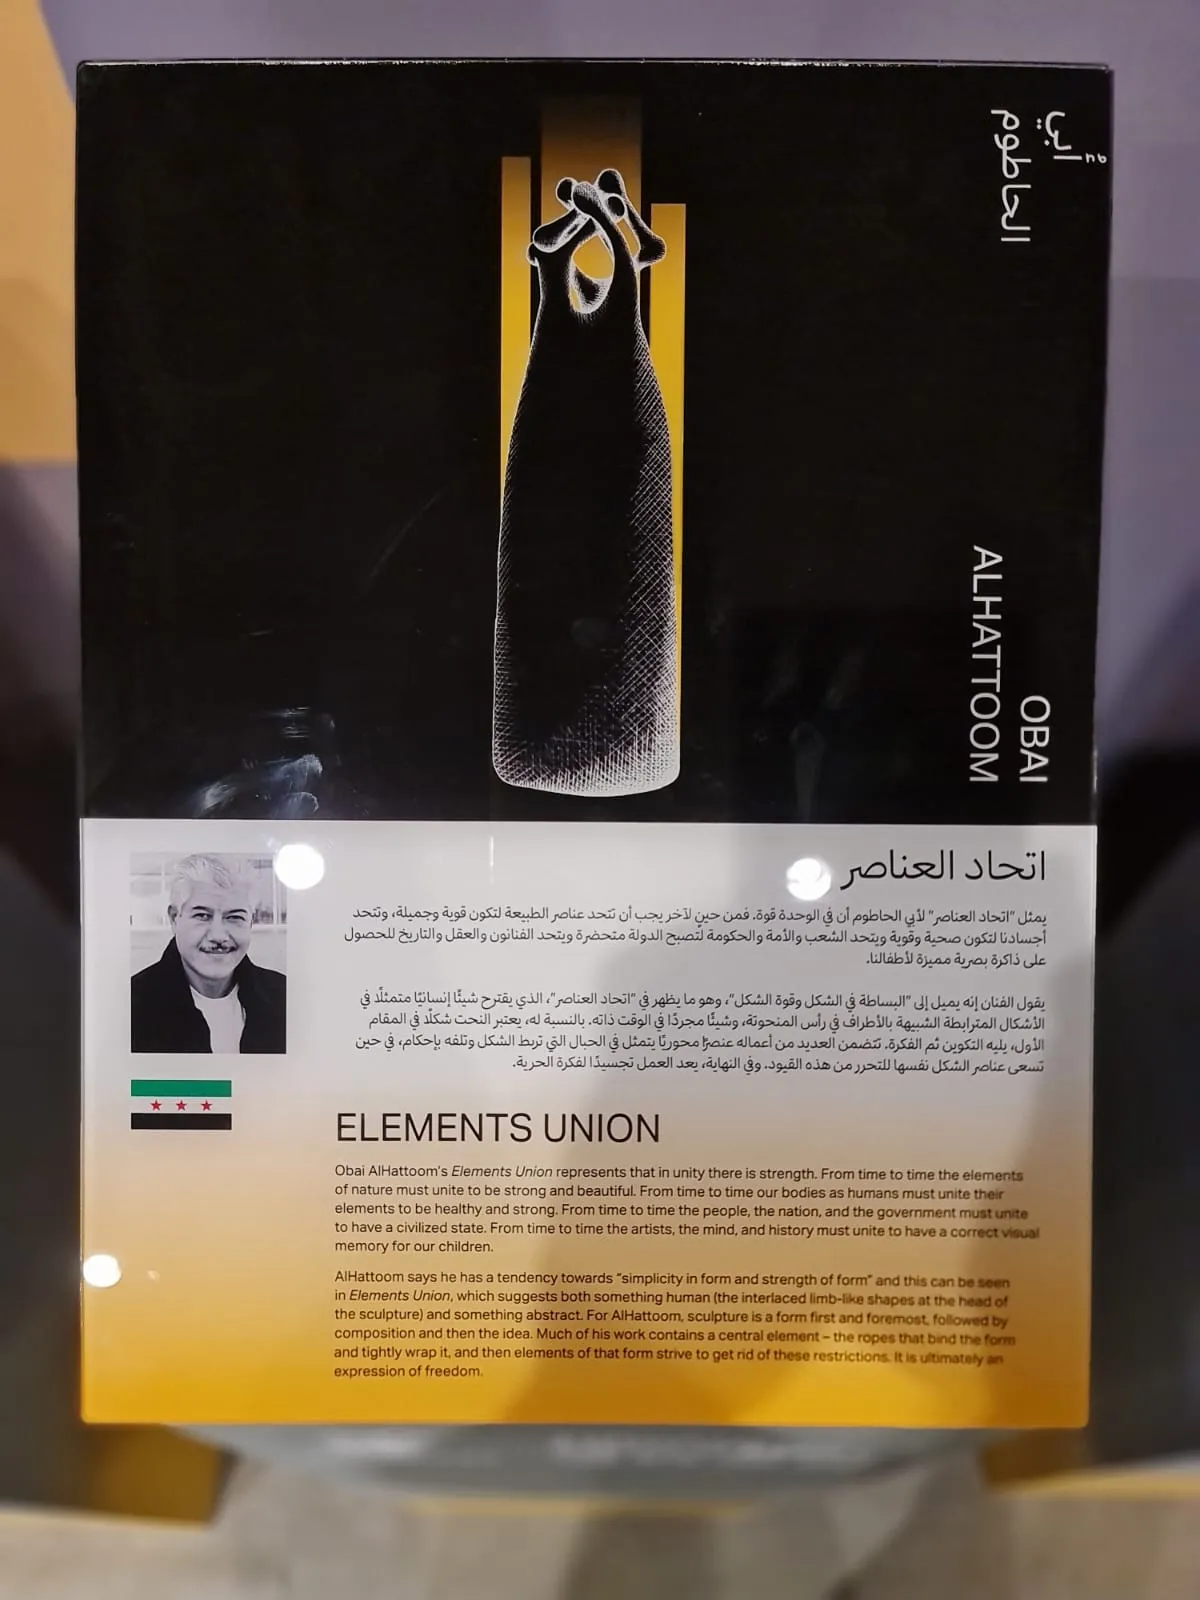 أُبي
الحاطوم
OBAI
ALHATTOOM
اتحاد العناصر
يمثل "اتحاد العناصر" لأبي الحاطوم أن في الوحدة قوة. فمن حينٍ لآخر يجب أن تتحد عناصر الطبيعة لتكون قوية وجميلة، وتتحد
أجسادنا لتكون صحية وقوية ويتحد الشعب والأمة والحكومة لتصبح الدولة متحضرة ويتحد الفنانون والعقل والتاريخ للحصول
على ذاكرة بصرية مميزة لأطفالنا.
يقول الفنان إنه يميل إلى "البساطة في الشكل وقوة الشكل"، وهو ما يظهر في "اتحاد العناصر"، الذي يقترح شيئًا إنسانيًا متمثلًا في
الأشكال المترابطة الشبيهة بالأطراف في رأس المنحوتة، وشيئًا مجردًا في الوقت ذاته. بالنسبة له، يعتبر النحت شكلًا في المقام
الأول، يليه التكوين ثم الفكرة. تتضمن العديد من أعماله عنصرًا محوريًا يتمثل في الحبال التي تربط الشكل وتلفه بإحكام، في حين
تسعى عناصر الشكل نفسها للتحرر من هذه القيود. وفي النهاية، يعد العمل تجسيدًا لفكرة الحرية.
ELEMENTS UNION
Obai AlHattoom's Elements Union represents that in unity there is strength. From time to time the elements
of nature must unite to be strong and beautiful. From time to time our bodies as humans must unite their
elements to be healthy and strong. From time to time the people, the nation, and the government must unite
to have a civilized state. From time to time the artists, the mind, and history must unite to have a correct visual
memory for our children.
AlHattoom says he has a tendency towards "simplicity in form and strength of form" and this can be seen
in Elements Union, which suggests both something human (the interlaced limb-like shapes at the head of
the sculpture) and something abstract. For AlHattoom, sculpture is a form first and foremost, followed by
composition and then the idea. Much of his work contains a central element – the ropes that bind the form
and tightly wrap it, and then elements of that form strive to get rid of these restrictions. It is ultimately an
expression of freedom.